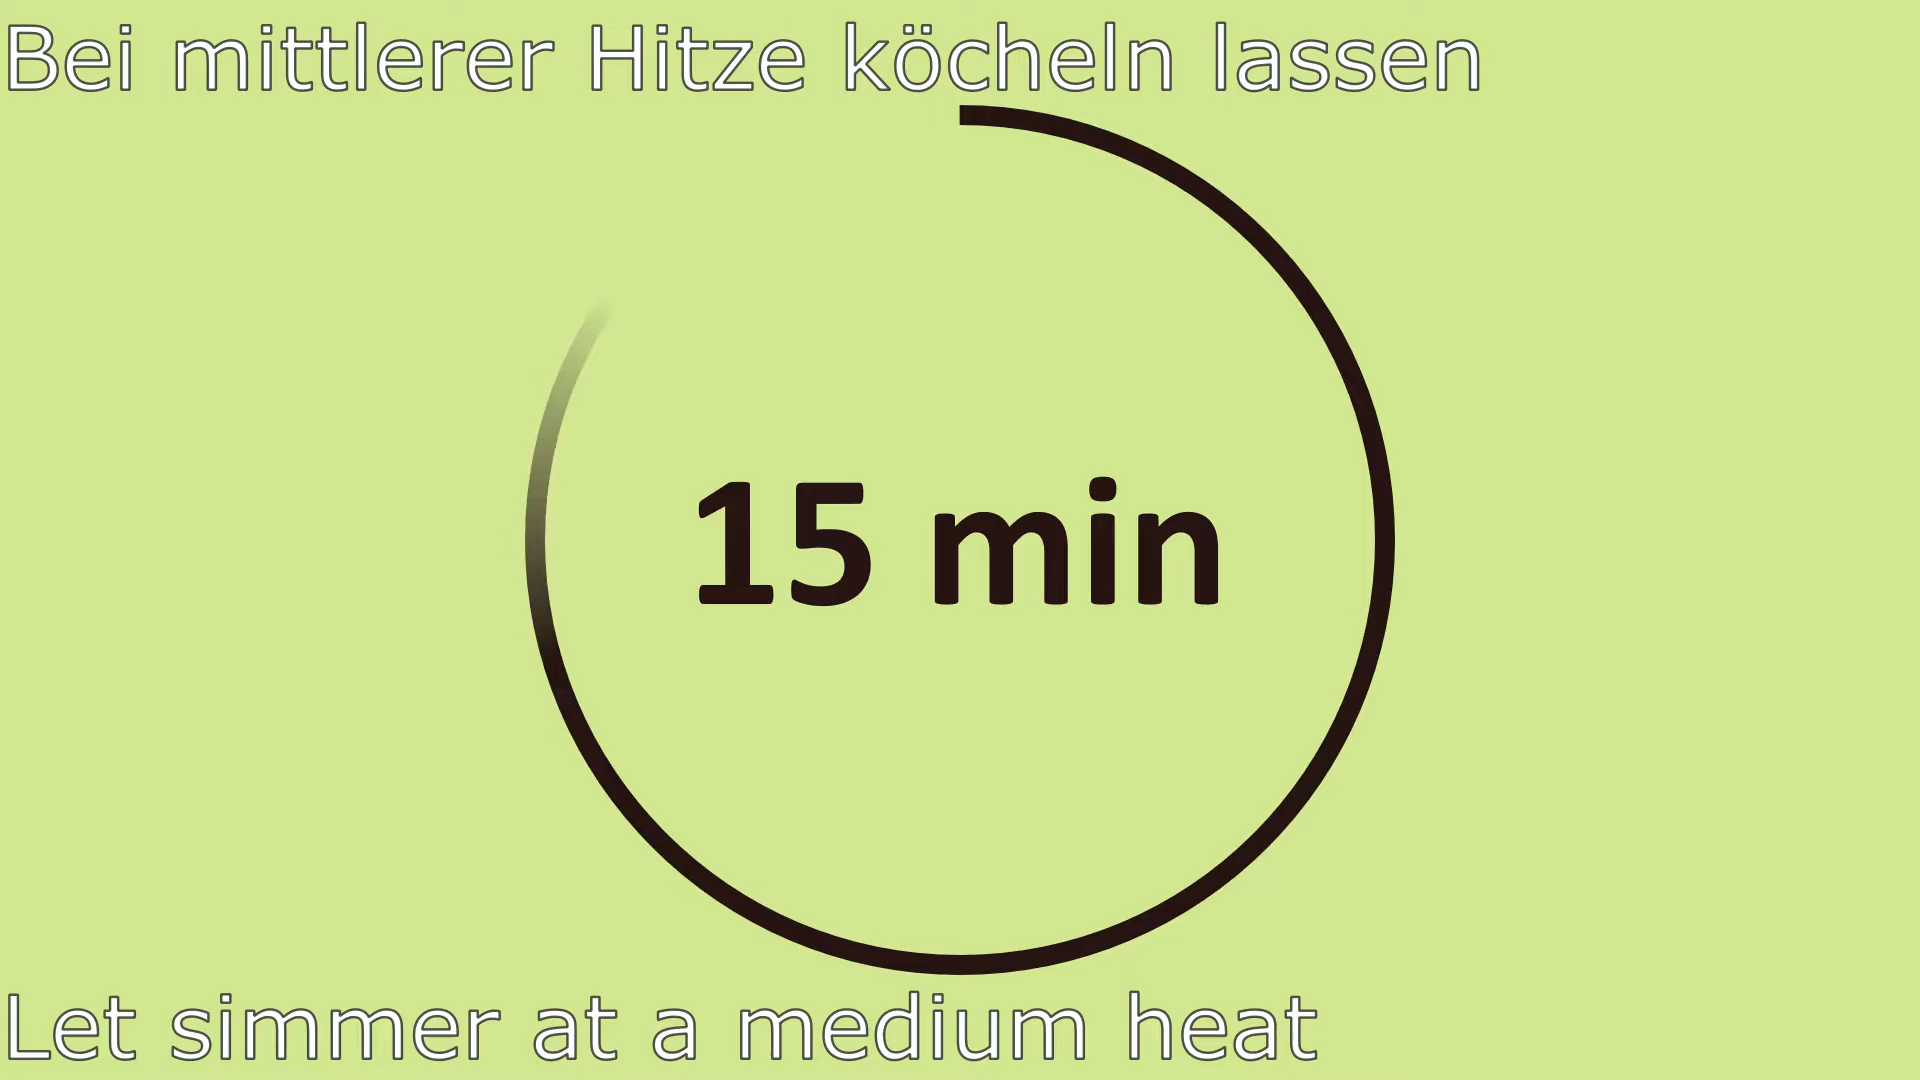 Bei mittlerer Hitze köcheln lassen
15 min
Let simmer at a medium heat